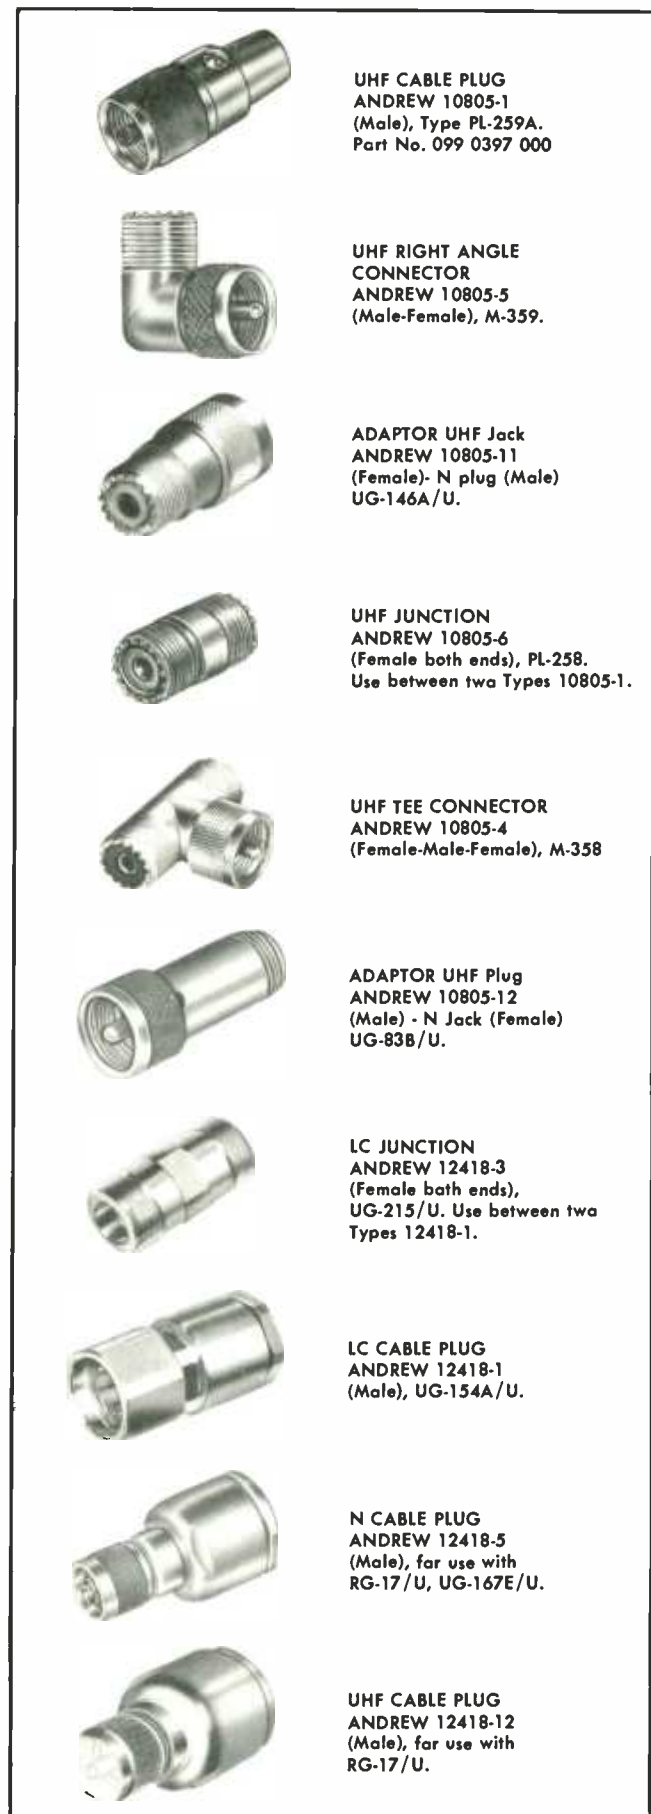 UHF CABLE PLUG
ANDREW 10805-1
(Male), Type PL-259A.
Part No. 099 0397 000
UHF RIGHT ANGLE
CONNECTOR
ANDREW 10805-5
(Male-Female), M-359.
ADAPTOR UHF Jack
ANDREW 10805-11
(Female)- N plug (Male)
UG-146A/U.
UHF JUNCTION
ANDREW 10805-6
(Female both ends), PL-258.
Use between twa Types 10805-1.
UHF TEE CONNECTOR
ANDREW 10805-4
(Female-Male-Female), M-358
ADAPTOR UHF Plug
ANDREW 10805-12
(Male) - N Jack (Female)
UG-83B/U.
LC JUNCTION
ANDREW 12418-3
(Female bath ends),
UG-215/U. Use between twa
Types 12418-1.
LC CABLE PLUG
ANDREW 12418-1
(Male), UG-154A/U.
N CABLE PLUG
ANDREW 12418-5
(Male), far use with
RG-17/U, UG-167E/U.
UHF CABLE PLUG
ANDREW 12418-12
(Male), far use with
RG-17/U.